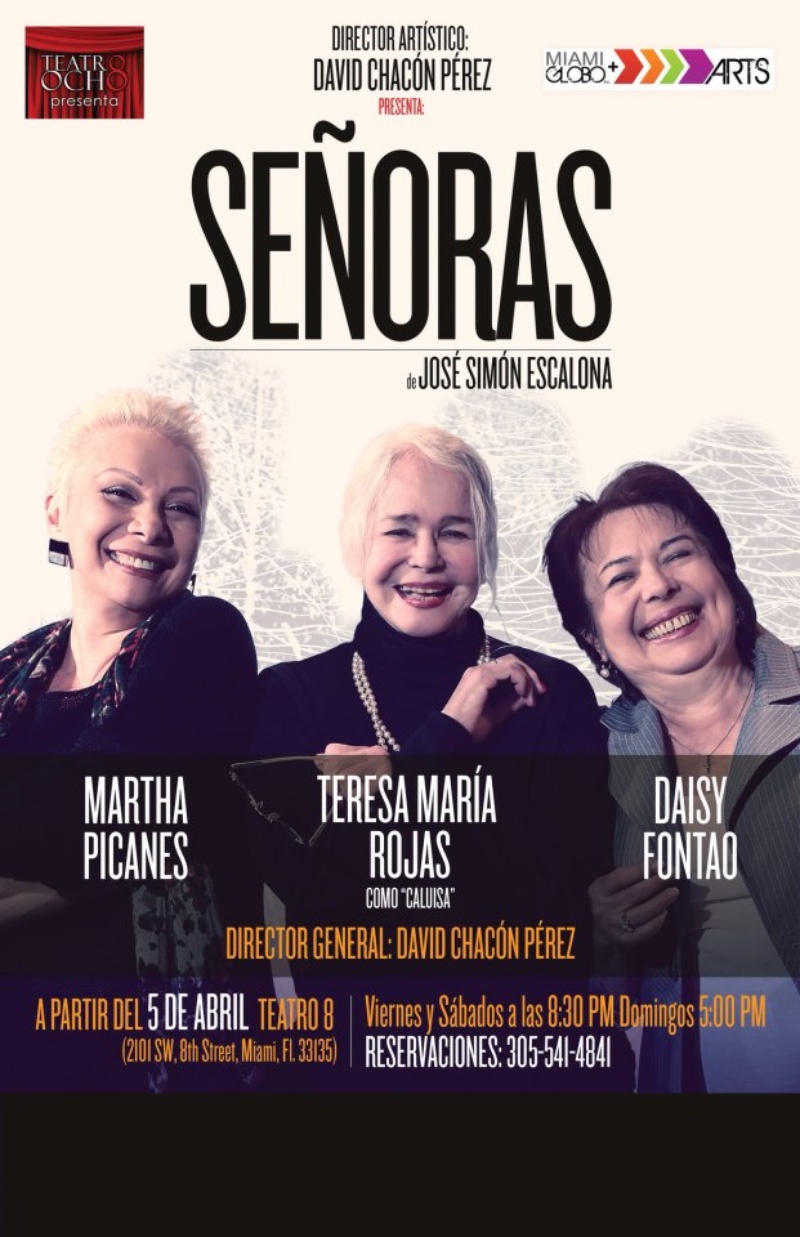 TEATRO
OCHO
presenta
DIRECTOR ARTÍSTICO:
DAVID CHACÓN PÉREZ
PRESENTA:
MIAMI
GLOBO + ARTS
SEÑORAS
de JOSÉ SIMÓN ESCALONA
MARTHA
PICANES
TERESA MARÍA
ROJAS
COMO "CALUISA"
DAISY
FONTAO
DIRECTOR GENERAL: DAVID CHACÓN PÉREZ
A PARTIR DEL 5 DE ABRIL TEATRO 8
(2101 SW, 8th Street, Miami, Fl. 33135)
Viernes y Sábados a las 8:30 PM Domingos 5:00 PM
RESERVACIONES: 305-541-4841